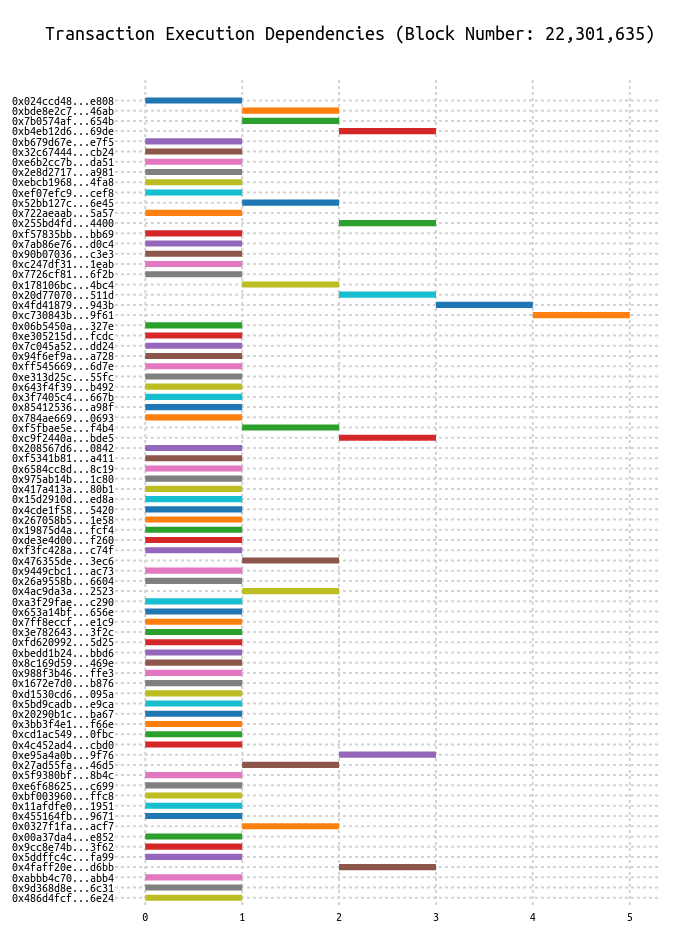 Transaction Execution Dependencies (Block Number: 22,301,635)
0x024ccd48...e808
0xbde8e2c7...46ab
0x7b0574af...654b
0xb4eb12d6...69de
0xb679d67e...e7f5
0x32c67444...cb24
0xe6b2cc7b...da51
0x2e8d2717...a981
0xebcb1968...4fa8
0xef07efc9...cef8
0x52bb127c...6e45
0x722aeaab...5a57
0x255bd4fd...4400
0xf57835bb...bb69
0x7ab86e76...d0c4
0x90b07036...c3e3
0xc247df31...1eab
0x7726cf81...6f2b
0x178106bc...4bc4
0x20d77070...511d
0x4fd41879...943b
0xc730843b...9f61
0x06b5450a...327e
0xe305215d...fcdc
0x7c045a52...dd24
0x94f6ef9a...a728
0xff545669...6d7e
0xe313d25c...55fc
0x643f4f39...b492
0x3f7405c4...667b
0x85412536...a98f
0x784ae669...0693
0xf5fbae5e...f4b4
0xc9f2440a...bde5
0x208567d6...0842
0xf5341b81...a411
0x6584cc8d...8c19
0x975ab14b...1c80
0x417a413a...80b1
0x15d2910d...ed8a
0x4cde1f58...5420
0x267058b5...1e58
0x19875d4a...fcf4
0xde3e4d00...f260
0xf3fc428a...c74f
0x476355de...3ec6
0x9449cbc1...ac73
0x26a9558b...6604
0x4ac9da3a...2523
0xa3f29fae...c290
0x653a14bf...656e
0x7ff8eccf...e1c9
0x3e782643...3f2c
0xfd620992...5d25
0xbedd1b24...bbd6
0x8c169d59...469e
0x988f3b46...ffe3
0x1672e7d0...b876
0xd1530cd6...095a
0x5bd9cadb...e9ca
0x20290b1c...ba67
0x3bb3f4e1...f66e
0xcd1ac549...0fbc
0x4c452ad4...cbd0
0xe95a4a0b...9f76
0x27ad55fa...46d5
0x5f9380bf...8b4c
0xe6f68625...c699
0xbf003960...ffc8
0x11afdfe0...1951
0x455164fb...9671
0x0327f1fa...acf7
0x00a37da4...e852
0x9cc8e74b...3f62
0x5ddffc4c...fa99
0x4faff20e...d6bb
0xabbb4c70...abb4
0x9d368d8e...6c31
0x486d4fcf...6e24
0 1 2 3 4 5